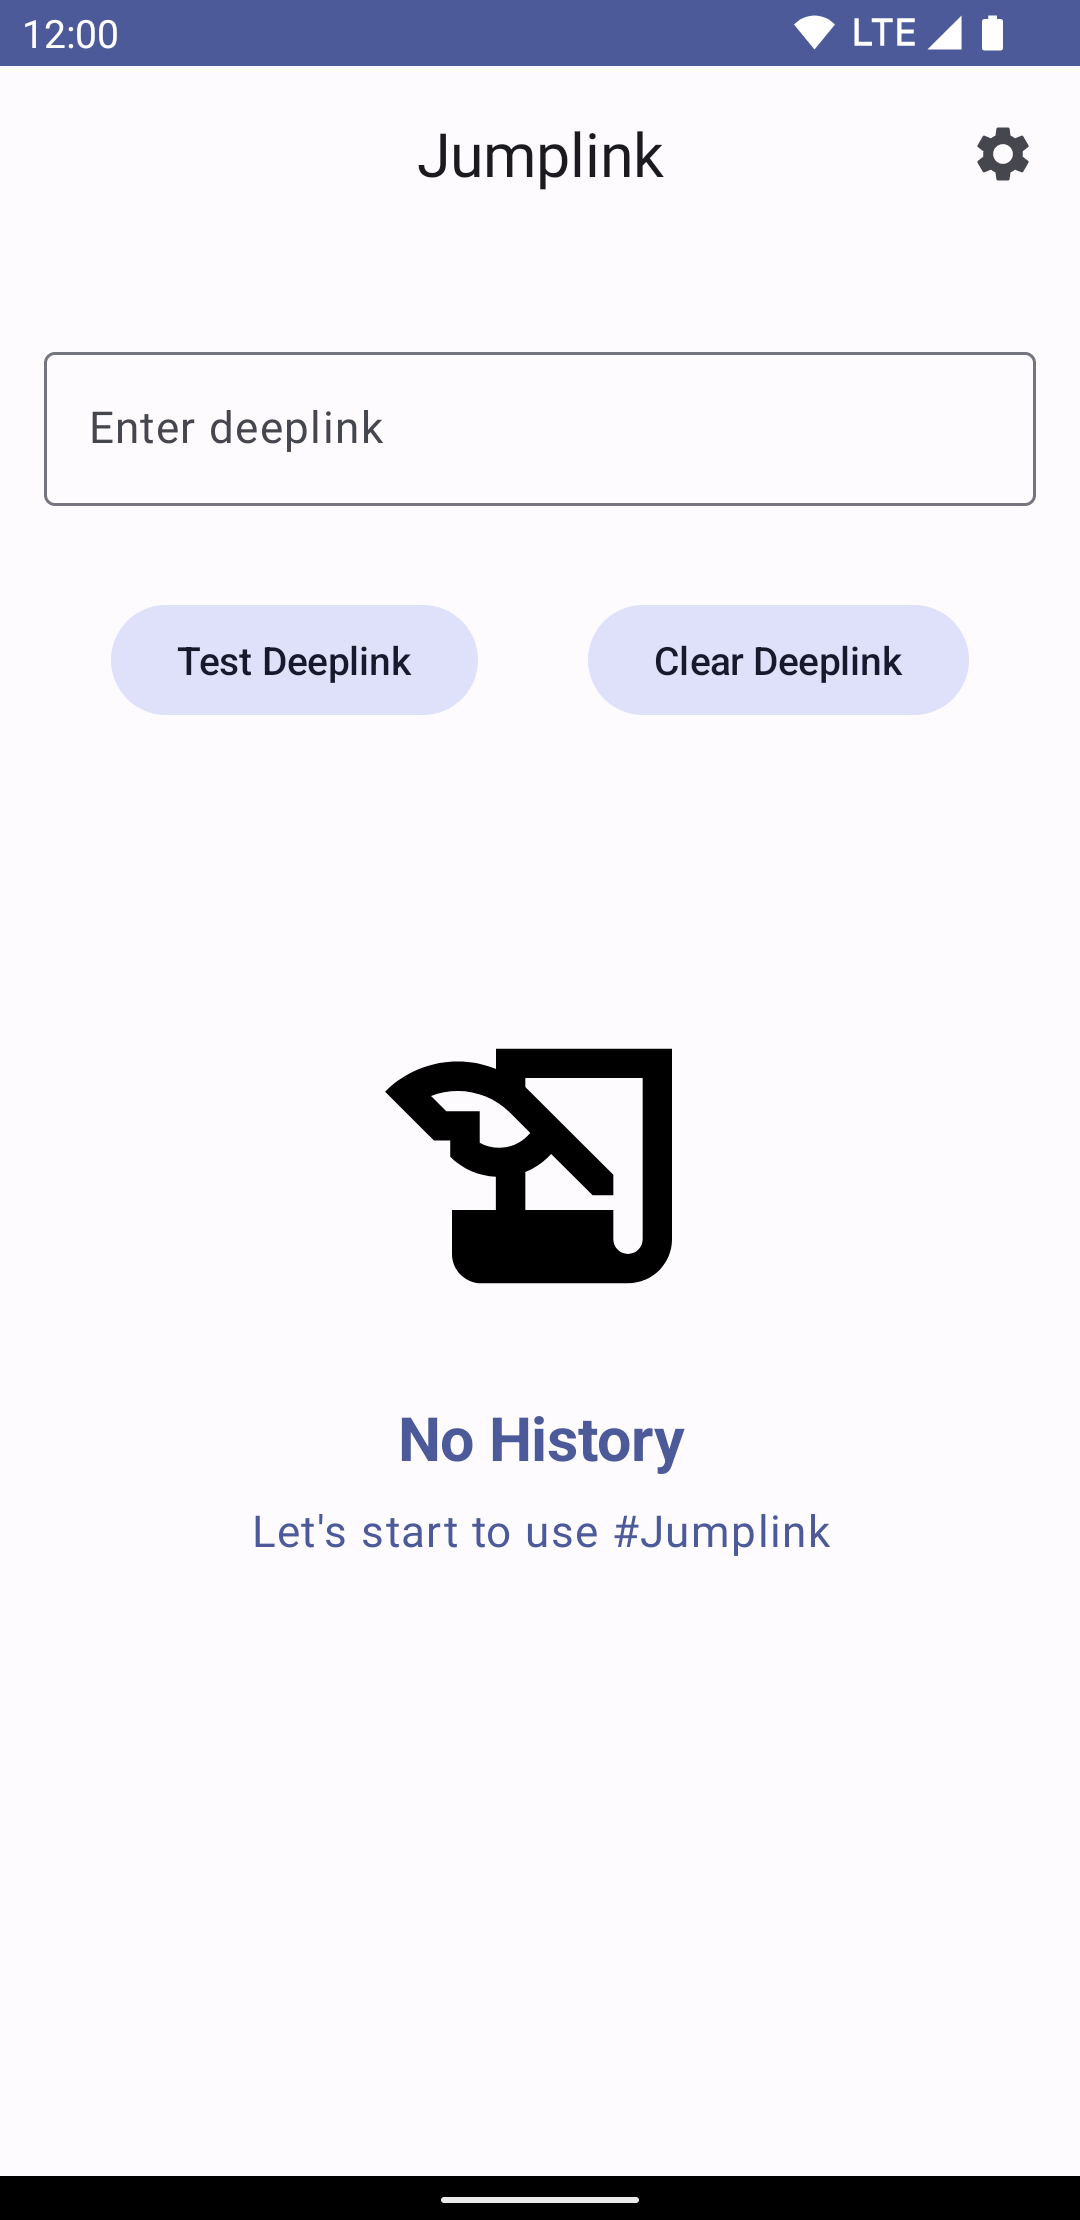 12:00 LTE
Jumplink
Enter deeplink
Test Deeplink Clear Deeplink
No History
Let's start to use #Jumplink